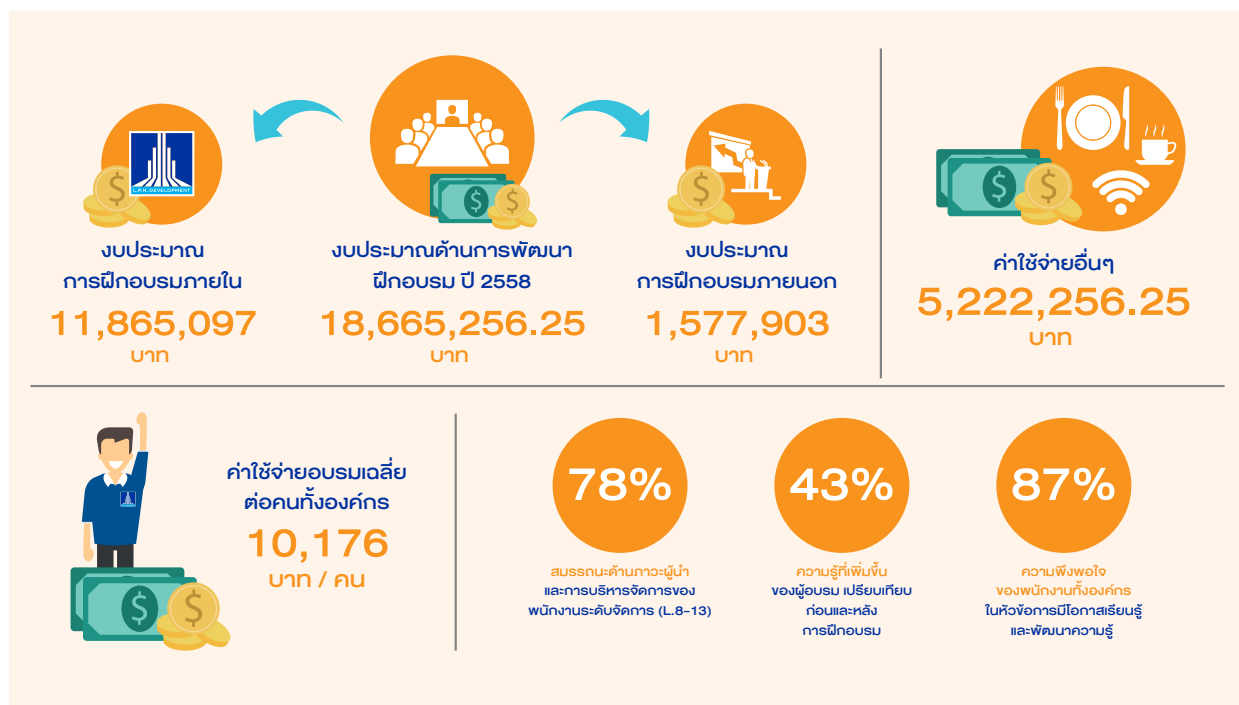 L.P.N. DEVELOPMENT
งบประมาณ
การฝึกอบรมภายใน
11,865,097
บาท
งบประมาณด้านการพัฒนา
ฝึกอบรม ปี 2558
18,665,256.25
บาท
งบประมาณ
การฝึกอบรมภายนอก
1,577,903
บาท
ค่าใช้จ่ายอื่นๆ
5,222,256.25
บาท
ค่าใช้จ่ายอบรมเฉลี่ย
ต่อคนทั้งองค์กร
10,176
บาท / คน
78%
สมรรถนะด้านภาวะผู้นำ
และการบริหารจัดการของ
พนักงานระดับจัดการ (L.8-13)
43%
ความรู้ที่เพิ่มขึ้น
ของผู้อบรม เปรียบเทียบ
ก่อนและหลัง
การฝึกอบรม
87%
ความพึงพอใจ
ของพนักงานทั้งองค์กร
ในหัวข้อการมีโอกาสเรียนรู้
และพัฒนาความรู้